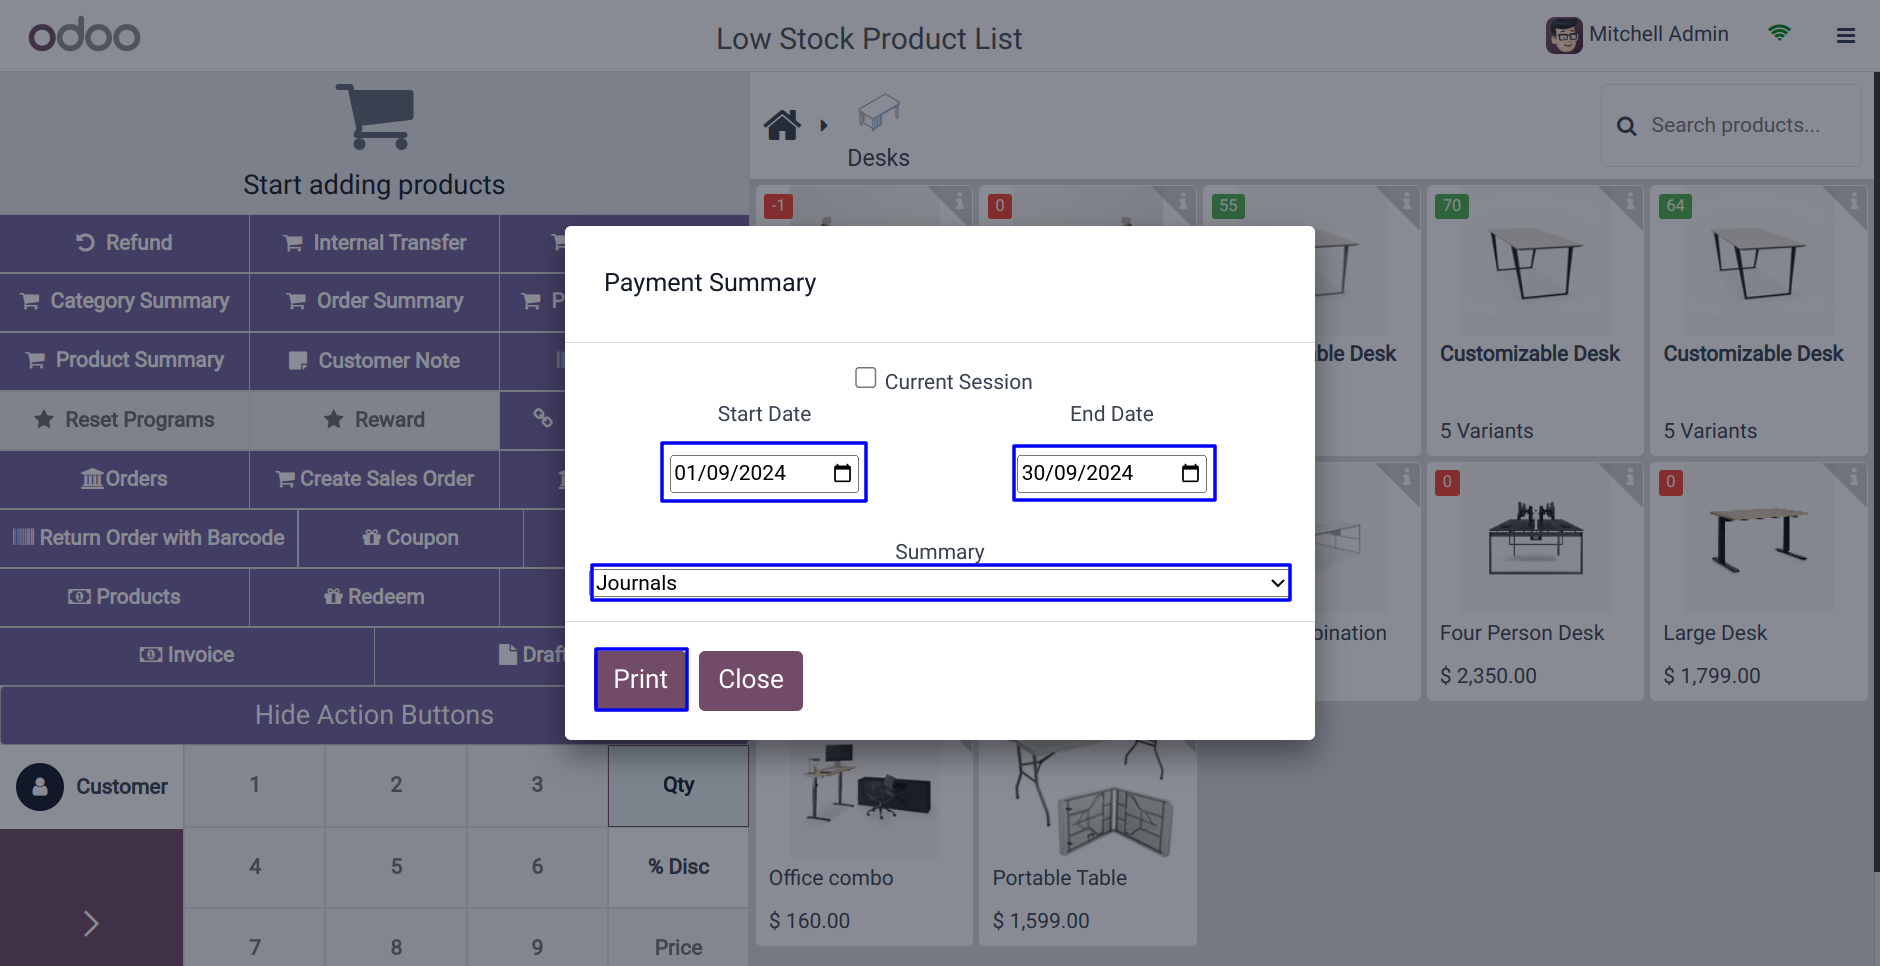 odoo
Low Stock Product List
Mitchell Admin
Start adding products
Desks
Search products...
Refund
Internal Transfer
Category Summary
Order Summary
Product Summary
Customer Note
Reset Programs
Reward
Orders
Create Sales Order
Return Order with Barcode
Coupon
Products
Redeem
Invoice
Hide Action Buttons
Customer
1 2 3 Qty
4 5 6 % Disc
7 8 9 Price
Payment Summary
Current Session
Start Date End Date
01/09/2024 30/09/2024
Summary
Journals
Print Close
-1 0 55 70 64
Desk Customizable Desk Customizable Desk
5 Variants 5 Variants
0 0
Four Person Desk Large Desk
$ 2,350.00 $ 1,799.00
Office combo Portable Table
$ 160.00 $ 1,599.00